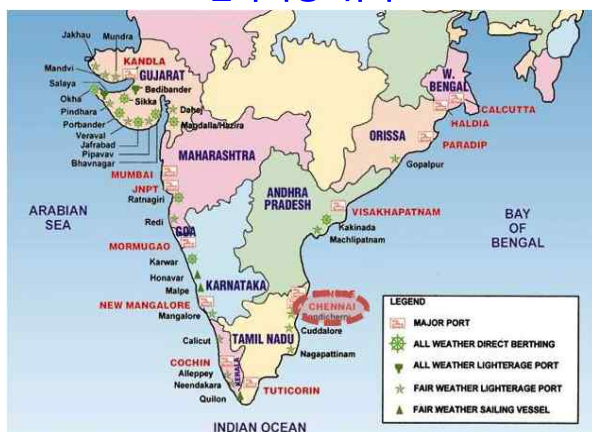 Jakhau
Mundra
KANDLA
Mandvi
GUJARAT
Salaya
Bedibander
Okha
Sikka
Dahej
Pindhara
Mandalla/Hazira
Porbander
Veraval
Jafrabad
Pipavav
Bhavnagar
W.
BENGAL
CALCUTTA
HALDIA
ORISSA
PARADIP
Gopalpur
MAHARASHTRA
MUMBAI
JNPT
Ratnagiri
ANDHRA
PRADESH
VISAKHAPATNAM
Kakinada
Machlipatnam
ARABIAN
SEA
BAY
OF
BENGAL
Redi
GOA
MORMUGAO
Karwar
Honavar
Malpe
KARNATAKA
NEW MANGALORE
Mangalore
CHENNAI
Cuddalore
TAMIL NADU
Nagapattinam
Calicut
COCHIN
KERALA
Alleppey
Neendakara
Quilon
TUTICORIN
INDIAN OCEAN
LEGEND
MAJOR PORT
ALL WEATHER DIRECT BERTHING
ALL WEATHER LIGHTERAGE PORT
FAIR WEATHER LIGHTERAGE PORT
FAIR WEATHER SAILING VESSEL